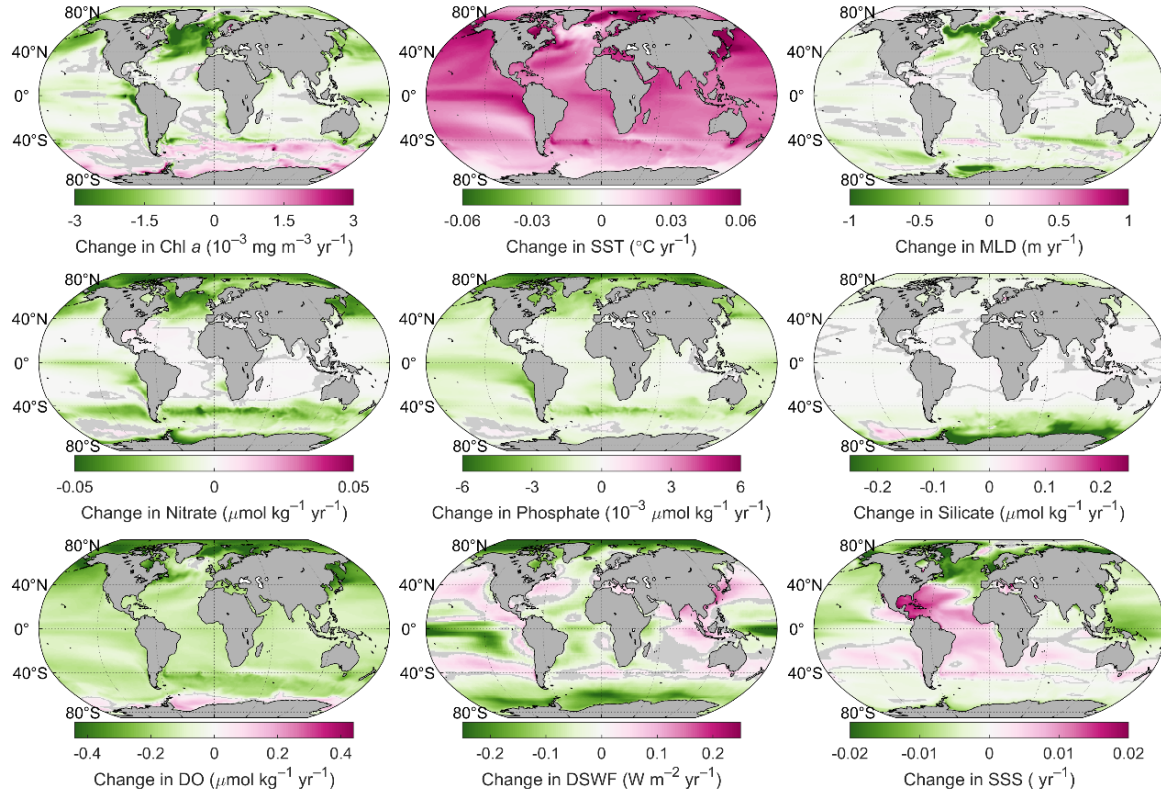 80°N 80°N 80°N
40°N 40°N 40°N
0° 0° 0°
40°S 40°S 40°S
80°S 80°S 80°S
-3 -1.5 0 1.5 3 -0.06 -0.03 0 0.03 0.06 -1 -0.5 0 0.5 1
Change in Chl a (10⁻³ mg m⁻³ yr⁻¹) Change in SST (°C yr⁻¹) Change in MLD (m yr⁻¹)
80°N 80°N 80°N
40°N 40°N 40°N
0° 0° 0°
40°S 40°S 40°S
80°S 80°S 80°S
-0.05 0 0.05 -6 -3 0 3 6 -0.2 -0.1 0 0.1 0.2
Change in Nitrate (μmol kg⁻¹ yr⁻¹) Change in Phosphate (10⁻³ μmol kg⁻¹ yr⁻¹) Change in Silicate (μmol kg⁻¹ yr⁻¹)
80°N 80°N 80°N
40°N 40°N 40°N
0° 0° 0°
40°S 40°S 40°S
80°S 80°S 80°S
-0.4 -0.2 0 0.2 0.4 -0.2 -0.1 0 0.1 0.2 -0.02 -0.01 0 0.01 0.02
Change in DO (μmol kg⁻¹ yr⁻¹) Change in DSWF (W m⁻² yr⁻¹) Change in SSS ( yr⁻¹)